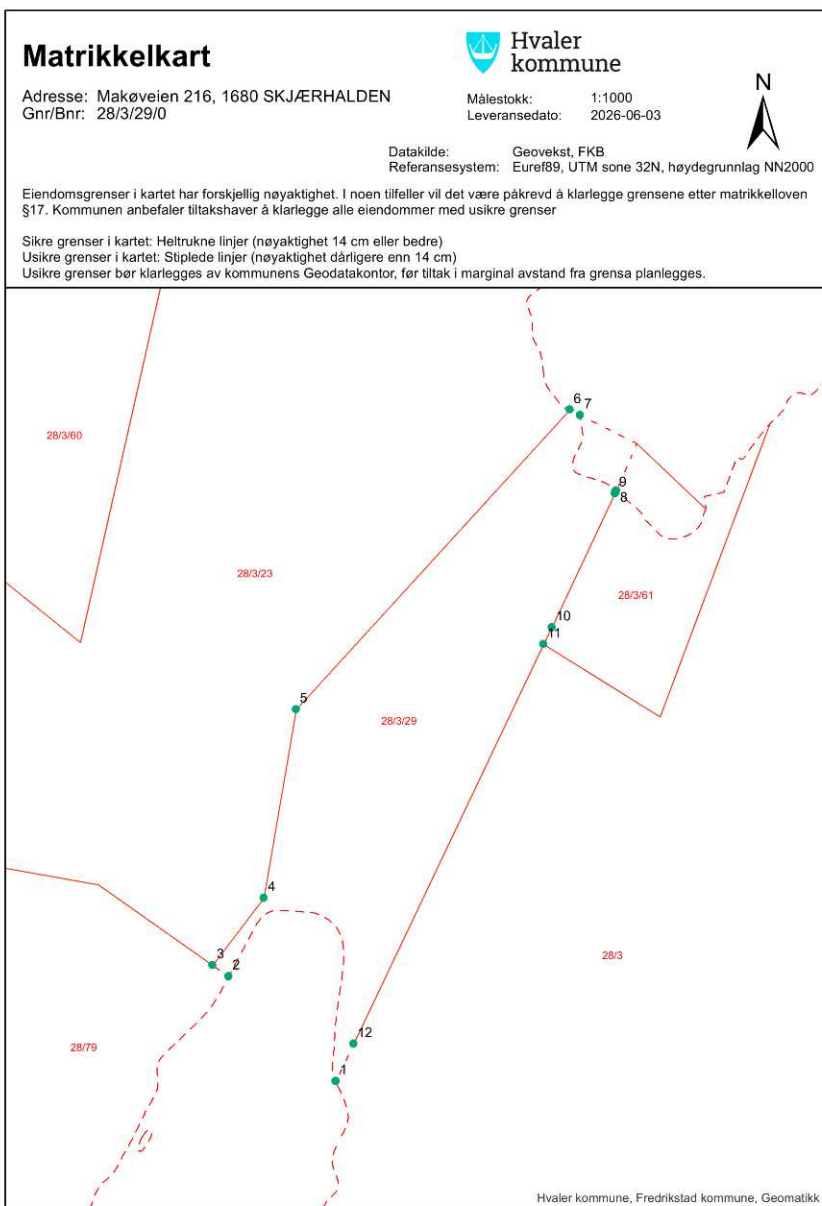 Matrikkelkart
Hvaler
kommune
Adresse: Makøveien 216, 1680 SKJÆRHALDEN
Gnr/Bnr: 28/3/29/0
Målestokk: 1:1000
Leveransedato: 2026-06-03
N
Datakilde: Geovekst, FKB
Referansesystem: Euref89, UTM sone 32N, høydegrunnlag NN2000
Eiendomsgrenser i kartet har forskjellig nøyaktighet. I noen tilfeller vil det være påkrevd å klarlegge grensene etter matrikkelloven
§17. Kommunen anbefaler tiltakshaver å klarlegge alle eiendommer med usikre grenser
Sikre grenser i kartet: Heltrukne linjer (nøyaktighet 14 cm eller bedre)
Usikre grenser i kartet: Stiplede linjer (nøyaktighet dårligere enn 14 cm)
Usikre grenser bør klarlegges av kommunens Geodatakontor, før tiltak i marginal avstand fra grensa planlegges.
6
7
28/3/60
9
8
28/3/23
28/3/61
10
11
5
28/3/29
4
3
2
28/3
12
28/79
1
Hvaler kommune, Fredrikstad kommune, Geomatikk